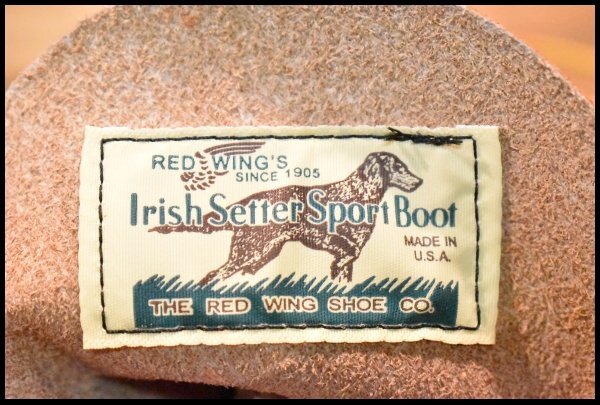 RED WING'S
SINCE 1905
Irish Setter Sport Boot
MADE IN
U.S.A.
THE RED WING SHOE CO.